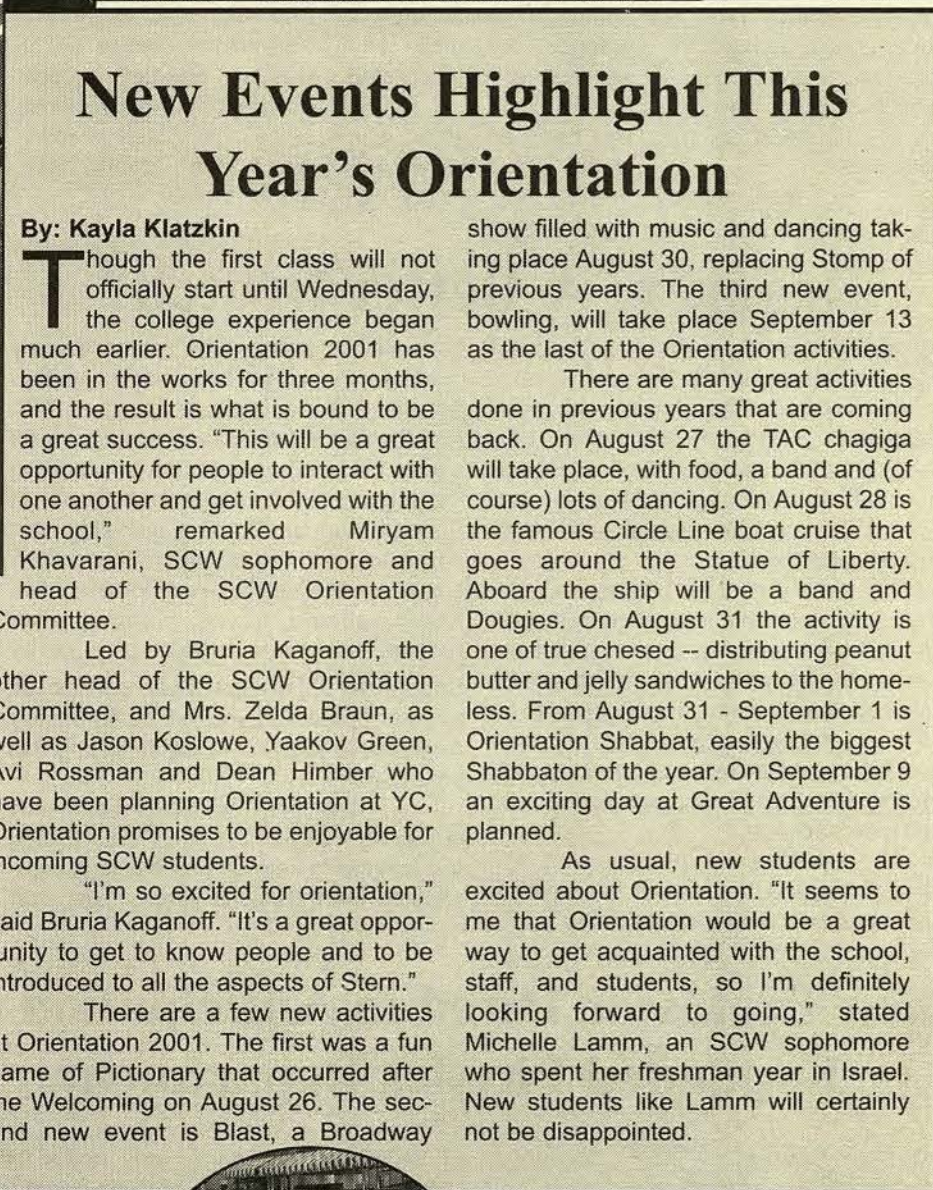 New Events Highlight This
Year's Orientation
By: Kayla Klatzkin
Though the first class will not
officially start until Wednesday,
the college experience began
much earlier. Orientation 2001 has
been in the works for three months,
and the result is what is bound to be
a great success. “This will be a great
opportunity for people to interact with
one another and get involved with the
school,” remarked Miryam
Khavarani, SCW sophomore and
head of the SCW Orientation
Committee.
Led by Bruria Kaganoff, the
other head of the SCW Orientation
Committee, and Mrs. Zelda Braun, as
well as Jason Koslowe, Yaakov Green,
Avi Rossman and Dean Himber who
have been planning Orientation at YC,
Orientation promises to be enjoyable for
incoming SCW students.
“I'm so excited for orientation,”
said Bruria Kaganoff. “It's a great oppor-
tunity to get to know people and to be
introduced to all the aspects of Stern.”
There are a few new activities
at Orientation 2001. The first was a fun
game of Pictionary that occurred after
the Welcoming on August 26. The sec-
ond new event is Blast, a Broadway
show filled with music and dancing tak-
ing place August 30, replacing Stomp of
previous years. The third new event,
bowling, will take place September 13
as the last of the Orientation activities.
There are many great activities
done in previous years that are coming
back. On August 27 the TAC chagiga
will take place, with food, a band and (of
course) lots of dancing. On August 28 is
the famous Circle Line boat cruise that
goes around the Statue of Liberty.
Aboard the ship will be a band and
Dougies. On August 31 the activity is
one of true chesed -- distributing peanut
butter and jelly sandwiches to the home-
less. From August 31 - September 1 is
Orientation Shabbat, easily the biggest
Shabbaton of the year. On September 9
an exciting day at Great Adventure is
planned.
As usual, new students are
excited about Orientation. “It seems to
me that Orientation would be a great
way to get acquainted with the school,
staff, and students, so I'm definitely
looking forward to going,” stated
Michelle Lamm, an SCW sophomore
who spent her freshman year in Israel.
New students like Lamm will certainly
not be disappointed.